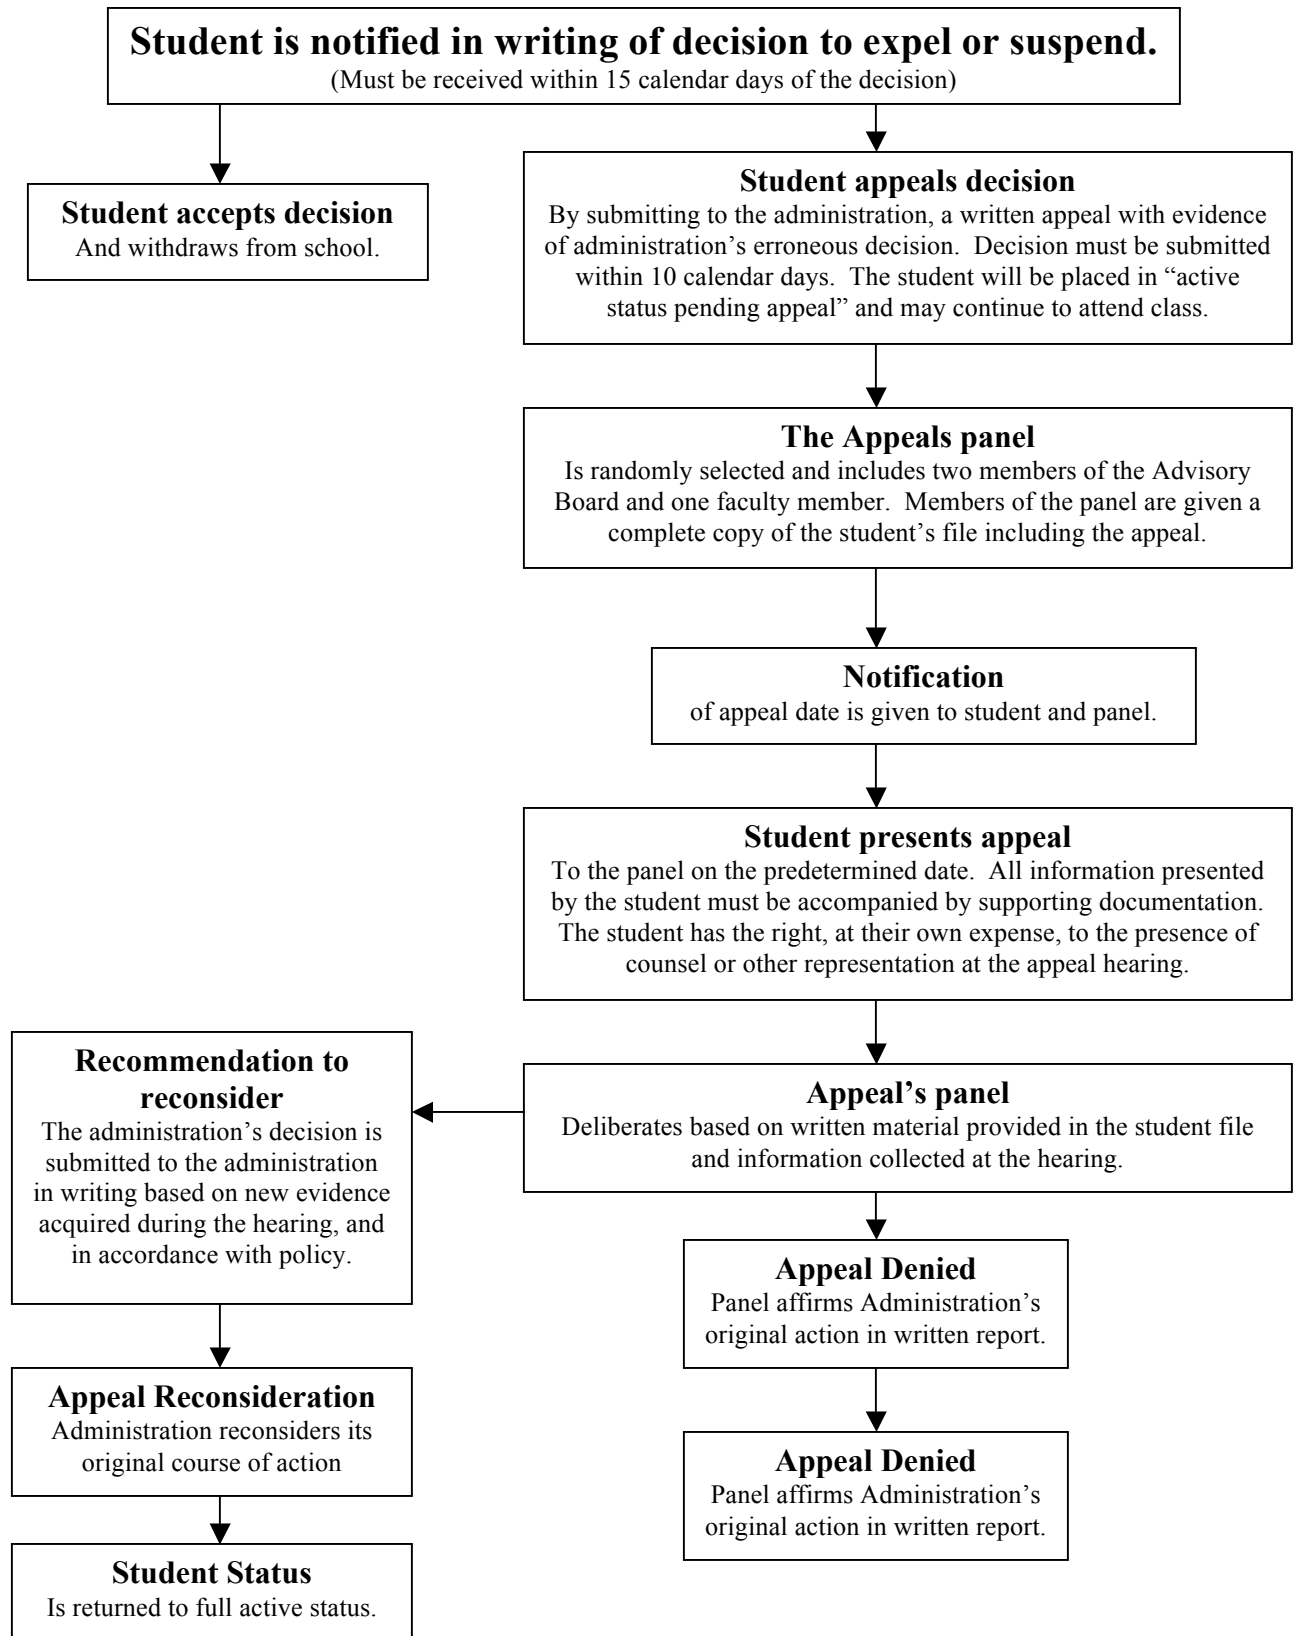 Student is notified in writing of decision to expel or suspend.
(Must be received within 15 calendar days of the decision)
Student accepts decision
And withdraws from school.
Student appeals decision
By submitting to the administration, a written appeal with evidence
of administration’s erroneous decision.  Decision must be submitted
within 10 calendar days.  The student will be placed in “active
status pending appeal” and may continue to attend class.
The Appeals panel
Is randomly selected and includes two members of the Advisory
Board and one faculty member.  Members of the panel are given a
complete copy of the student’s file including the appeal.
Notification
of appeal date is given to student and panel.
Student presents appeal
To the panel on the predetermined date.  All information presented
by the student must be accompanied by supporting documentation.
The student has the right, at their own expense, to the presence of
counsel or other representation at the appeal hearing.
Appeal’s panel
Deliberates based on written material provided in the student file
and information collected at the hearing.
Recommendation to
reconsider
The administration’s decision is
submitted to the administration
in writing based on new evidence
acquired during the hearing, and
in accordance with policy.
Appeal Reconsideration
Administration reconsiders its
original course of action
Student Status
Is returned to full active status.
Appeal Denied
Panel affirms Administration’s
original action in written report.
Appeal Denied
Panel affirms Administration’s
original action in written report.